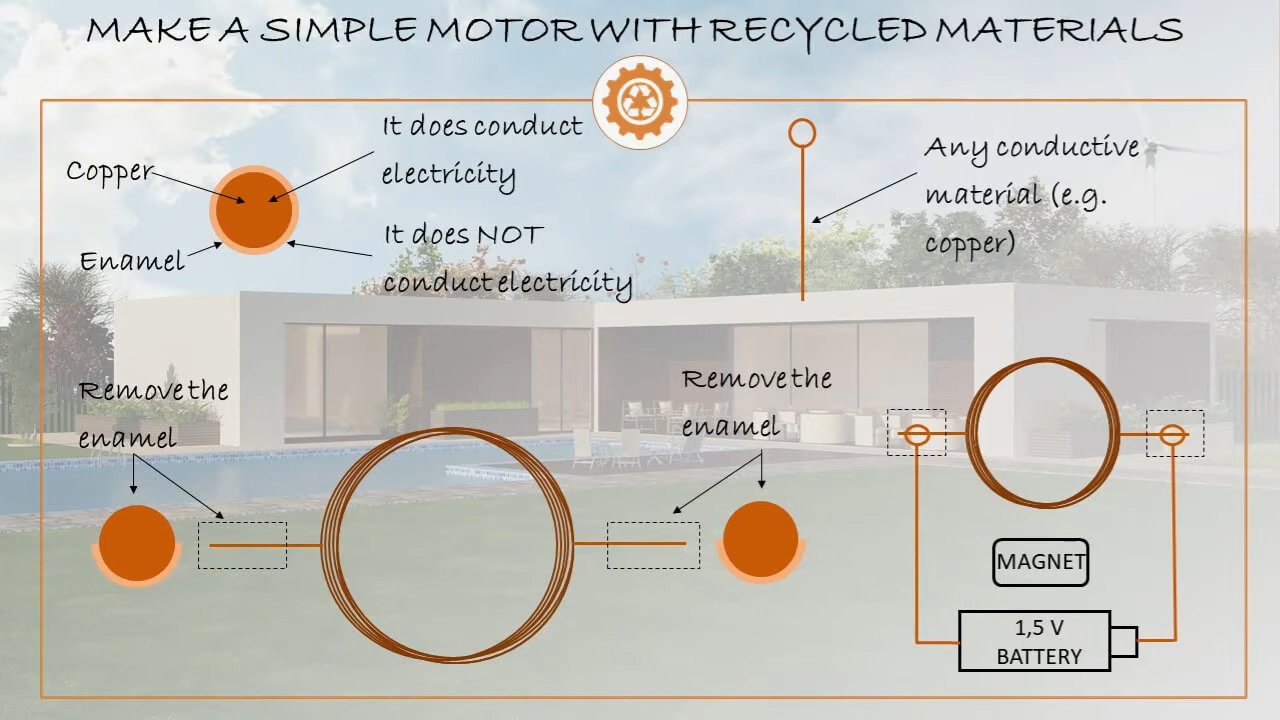 MAKE A SIMPLE MOTOR WITH RECYCLED MATERIALS
Copper
It does conduct
electricity
Enamel
It does NOT
conduct electricity
Any conductive
material (e.g.
copper)
Remove the
enamel
Remove the
enamel
MAGNET
1,5 V
BATTERY